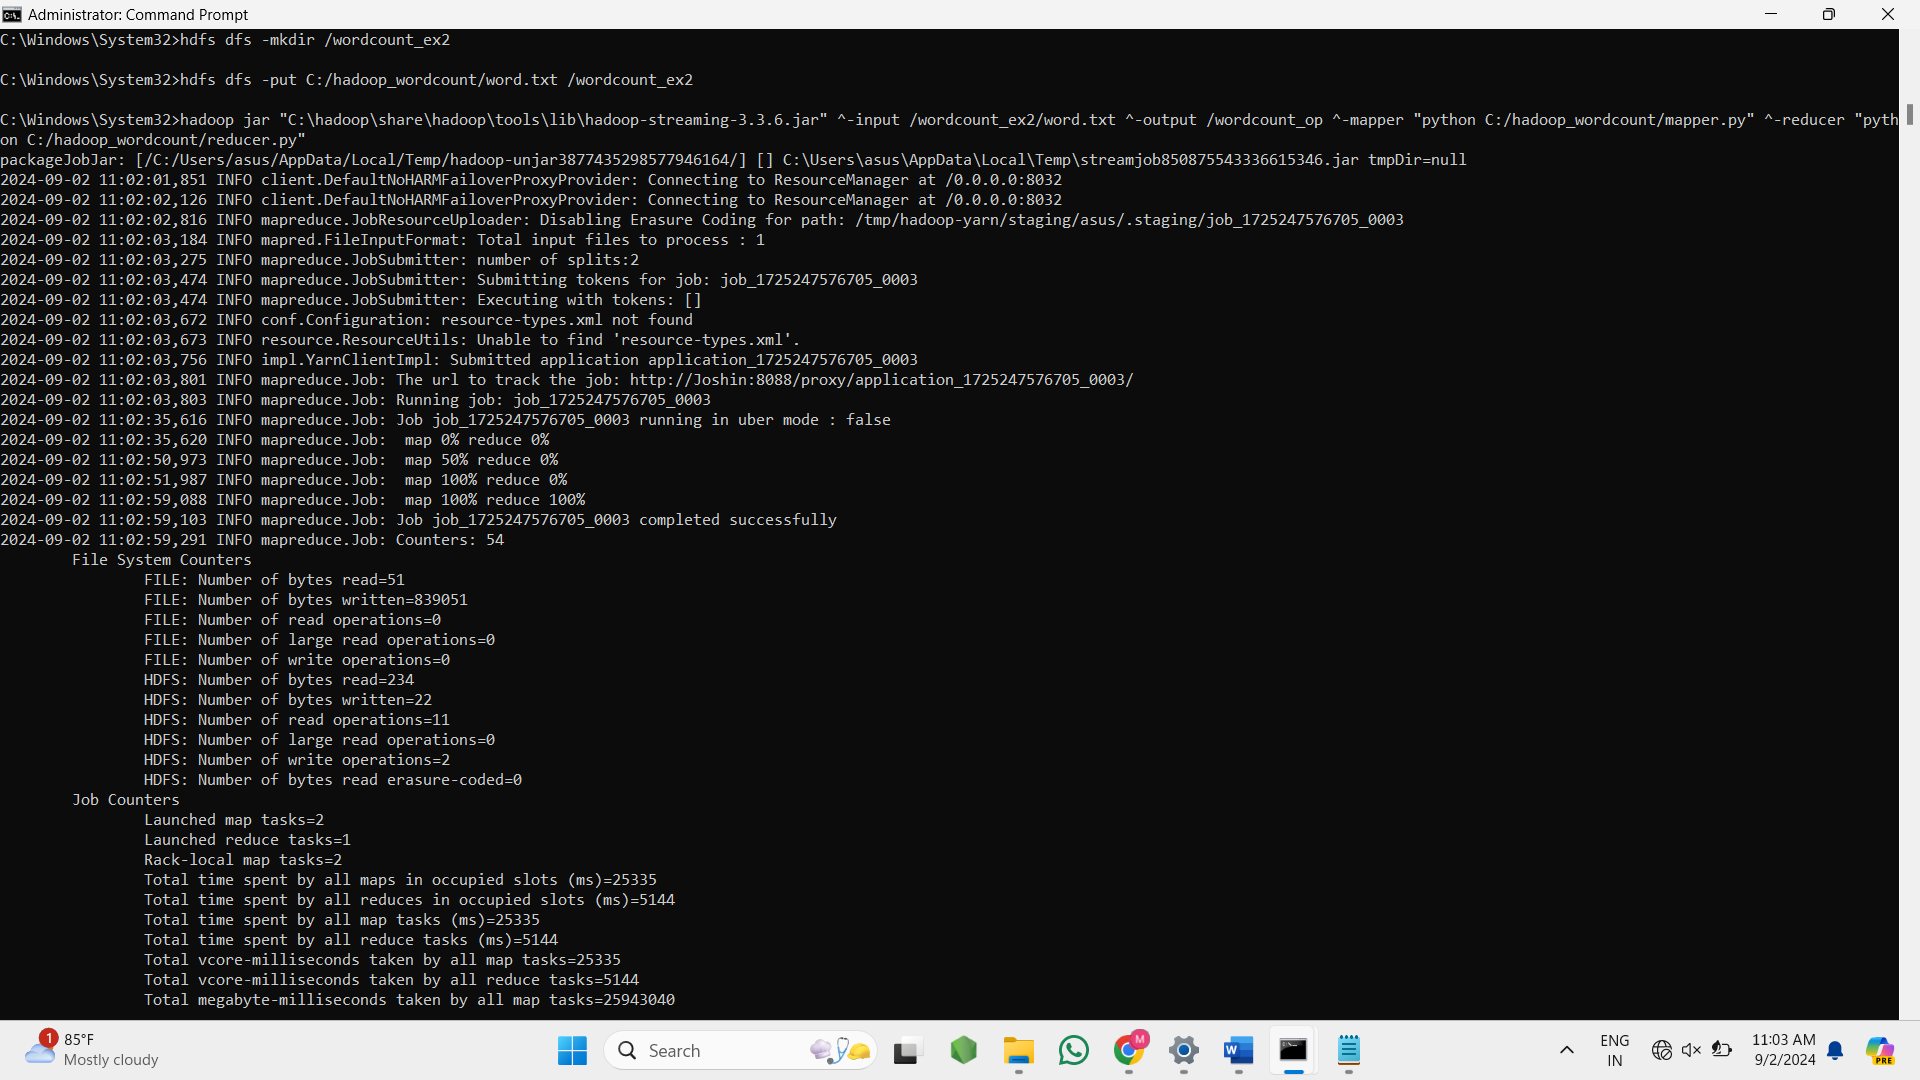 Administrator: Command Prompt
C:\Windows\System32>hdfs dfs -mkdir /wordcount_ex2
C:\Windows\System32>hdfs dfs -put C:/hadoop_wordcount/word.txt /wordcount_ex2
C:\Windows\System32>hadoop jar "C:\hadoop\share\hadoop\tools\lib\hadoop-streaming-3.3.6.jar" ^-input /wordcount_ex2/word.txt ^-output /wordcount_op ^-mapper "python C:/hadoop_wordcount/mapper.py" ^-reducer "pyth
on C:/hadoop_wordcount/reducer.py"
packageJobJar: [/C:/Users/asus/AppData/Local/Temp/hadoop-unjar3877435298577946164/] [] C:\Users\asus\AppData\Local\Temp\streamjob850875543336615346.jar tmpDir=null
2024-09-02 11:02:01,851 INFO client.DefaultNoHARMFailoverProxyProvider: Connecting to ResourceManager at /0.0.0.0:8032
2024-09-02 11:02:02,126 INFO client.DefaultNoHARMFailoverProxyProvider: Connecting to ResourceManager at /0.0.0.0:8032
2024-09-02 11:02:02,816 INFO mapreduce.JobResourceUploader: Disabling Erasure Coding for path: /tmp/hadoop-yarn/staging/asus/.staging/job_1725247576705_0003
2024-09-02 11:02:03,184 INFO mapred.FileInputFormat: Total input files to process : 1
2024-09-02 11:02:03,275 INFO mapreduce.JobSubmitter: number of splits:2
2024-09-02 11:02:03,474 INFO mapreduce.JobSubmitter: Submitting tokens for job: job_1725247576705_0003
2024-09-02 11:02:03,474 INFO mapreduce.JobSubmitter: Executing with tokens: []
2024-09-02 11:02:03,672 INFO conf.Configuration: resource-types.xml not found
2024-09-02 11:02:03,673 INFO resource.ResourceUtils: Unable to find 'resource-types.xml'.
2024-09-02 11:02:03,756 INFO impl.YarnClientImpl: Submitted application application_1725247576705_0003
2024-09-02 11:02:03,801 INFO mapreduce.Job: The url to track the job: http://Joshin:8088/proxy/application_1725247576705_0003/
2024-09-02 11:02:03,803 INFO mapreduce.Job: Running job: job_1725247576705_0003
2024-09-02 11:02:35,616 INFO mapreduce.Job: Job job_1725247576705_0003 running in uber mode : false
2024-09-02 11:02:35,620 INFO mapreduce.Job:  map 0% reduce 0%
2024-09-02 11:02:50,973 INFO mapreduce.Job:  map 50% reduce 0%
2024-09-02 11:02:51,987 INFO mapreduce.Job:  map 100% reduce 0%
2024-09-02 11:02:59,088 INFO mapreduce.Job:  map 100% reduce 100%
2024-09-02 11:02:59,103 INFO mapreduce.Job: Job job_1725247576705_0003 completed successfully
2024-09-02 11:02:59,291 INFO mapreduce.Job: Counters: 54
File System Counters
FILE: Number of bytes read=51
FILE: Number of bytes written=839051
FILE: Number of read operations=0
FILE: Number of large read operations=0
FILE: Number of write operations=0
HDFS: Number of bytes read=234
HDFS: Number of bytes written=22
HDFS: Number of read operations=11
HDFS: Number of large read operations=0
HDFS: Number of write operations=2
HDFS: Number of bytes read erasure-coded=0
Job Counters
Launched map tasks=2
Launched reduce tasks=1
Rack-local map tasks=2
Total time spent by all maps in occupied slots (ms)=25335
Total time spent by all reduces in occupied slots (ms)=5144
Total time spent by all map tasks (ms)=25335
Total time spent by all reduce tasks (ms)=5144
Total vcore-milliseconds taken by all map tasks=25335
Total vcore-milliseconds taken by all reduce tasks=5144
Total megabyte-milliseconds taken by all map tasks=25943040
1
85°F
Mostly cloudy
Search
M
W
ENG
IN
11:03 AM
9/2/2024
PRE